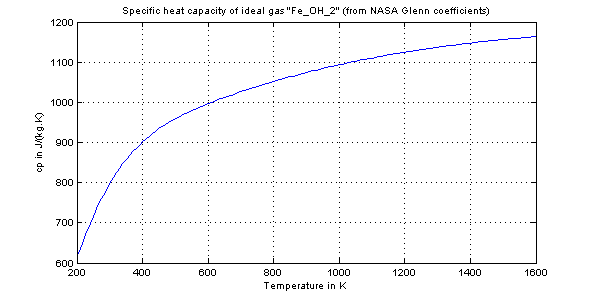 Specific heat capacity of ideal gas "Fe_OH_2" (from NASA Glenn coefficients)
1200
1100
1000
900
800
700
600
cp in J/(kg.K)
200 400 600 800 1000 1200 1400 1600
Temperature in K